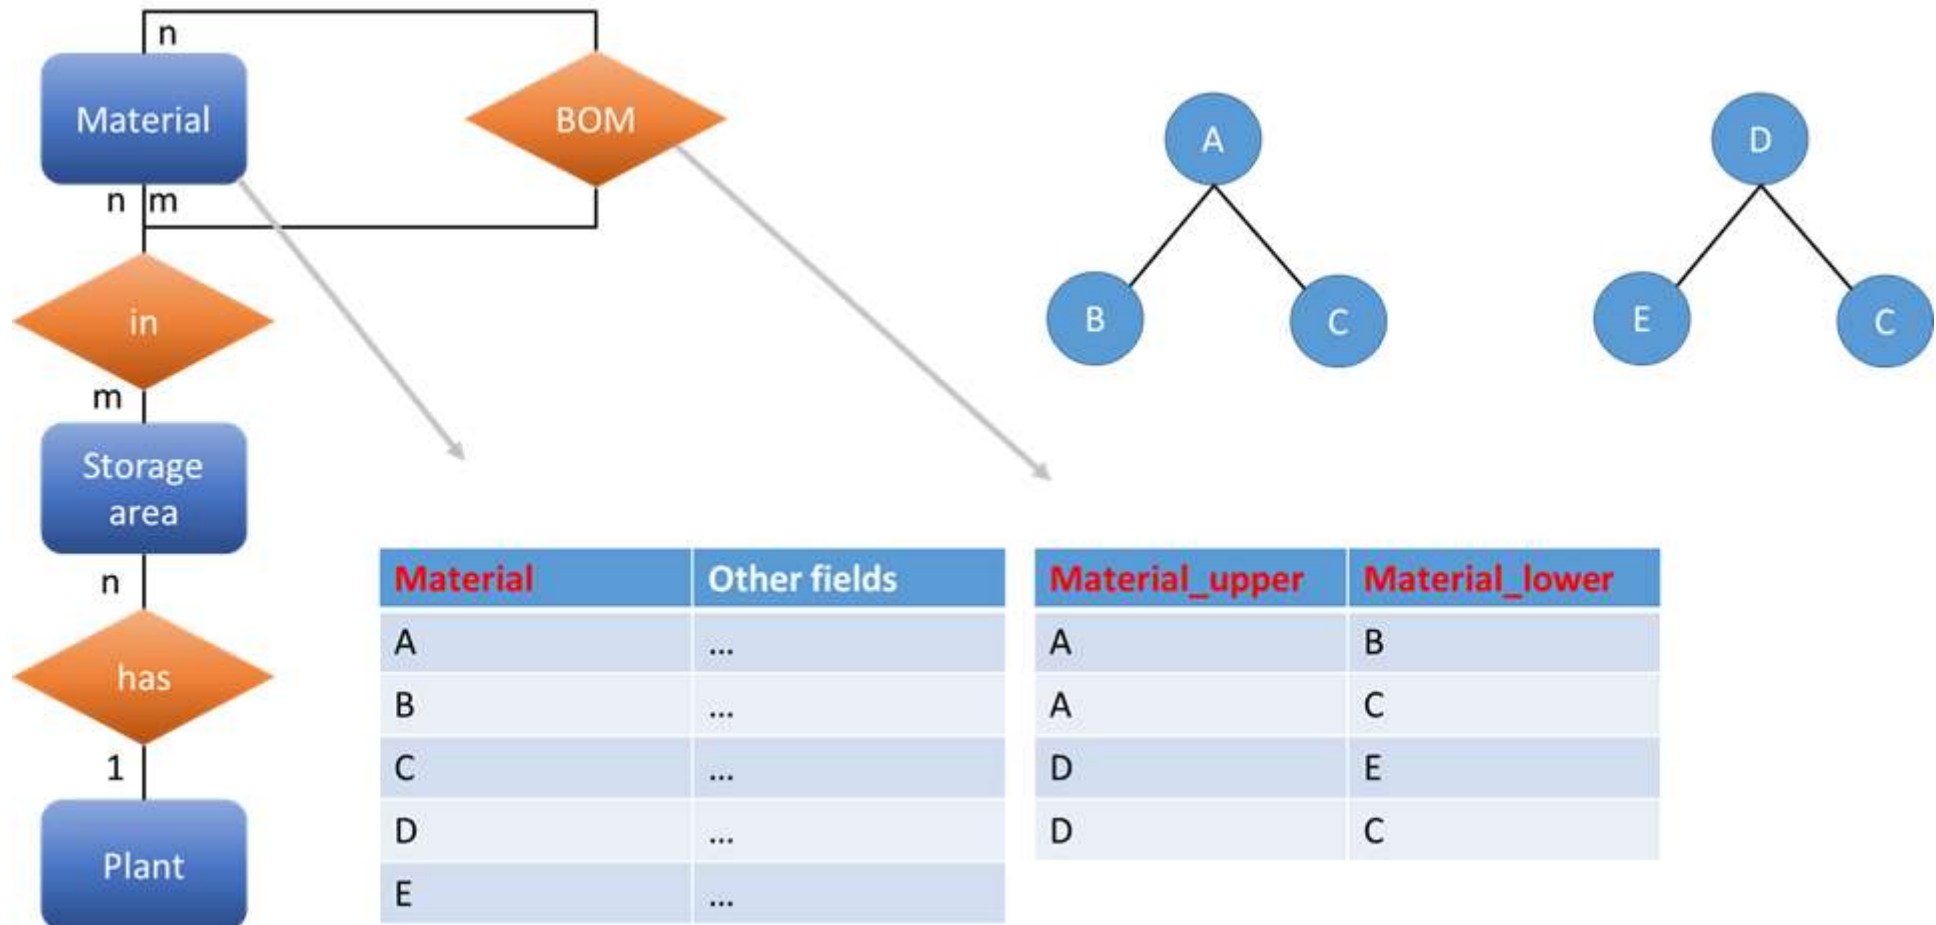 n
Material
BOM
n m
in
m
Storage
area
n
has
1
Plant
A
B
C
D
E
C
Material Other fields
A ...
B ...
C ...
D ...
E ...
Material_upper Material_lower
A B
A C
D E
D C